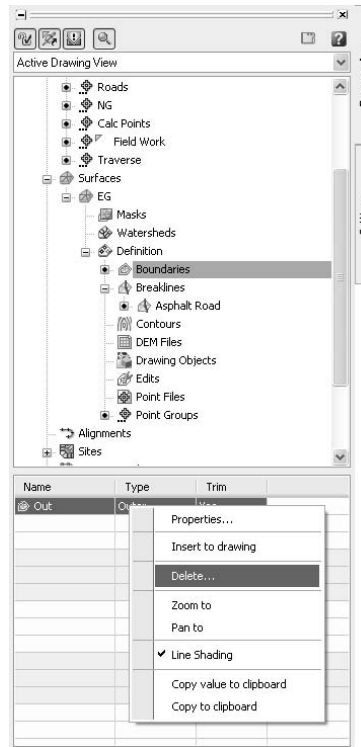 Active Drawing View
Roads
NG
Calc Points
Field Work
Traverse
Surfaces
EG
Masks
Watersheds
Definition
Boundaries
Breaklines
Asphalt Road
Contours
DEM Files
Drawing Objects
Edits
Point Files
Point Groups
Alignments
Sites
Name Type Trim
Out Outer Yes
Properties...
Insert to drawing
Delete...
Zoom to
Pan to
Line Shading
Copy value to clipboard
Copy to clipboard